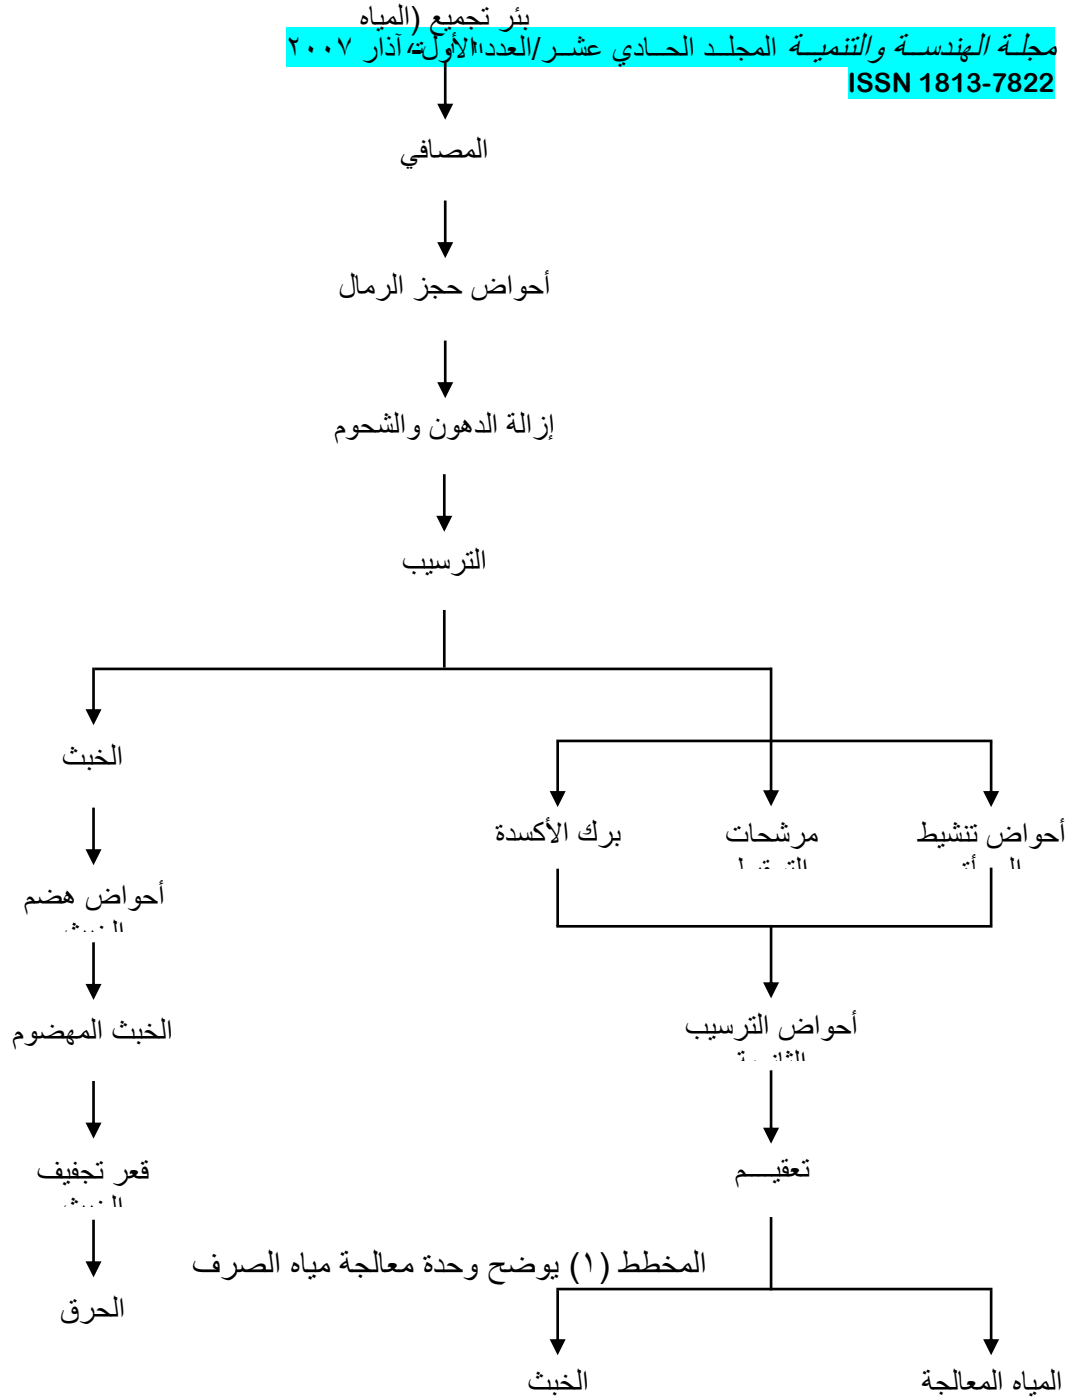 بئر تجميع (المياه
مجلة الهندسة والتنمية المجلد الحادي عشر/العدد الأول، آذار ٢٠٠٧
ISSN 1813-7822
المصافي
أحواض حجز الرمال
إزالة الدهون والشحوم
الترسيب
الخبث
أحواض تنشيط
مرشحات
برك الأكسدة
أحواض هضم
الخبث المهضوم
أحواض الترسيب
تعقيم
قعر تجفيف
المخطط (١) يوضح وحدة معالجة مياه الصرف
الحرق
المياه المعالجة
الخبث